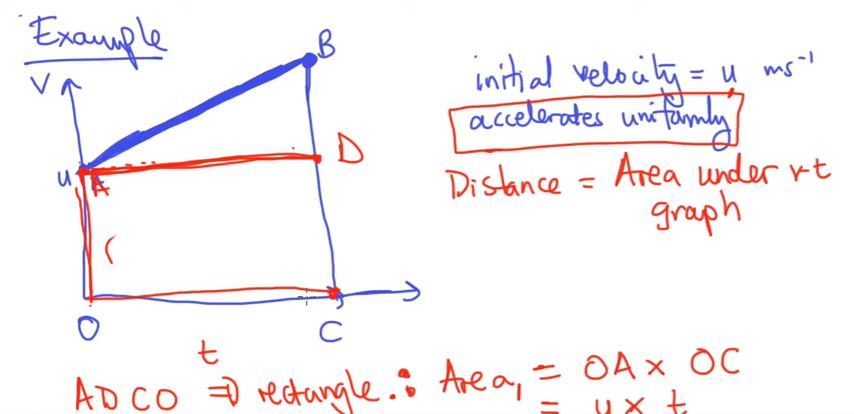 Example
V
B
u
A
D
(
O
C
t
initial velocity = u ms⁻¹
accelerates uniformly
Distance = Area under v-t
graph
ADCO ⇒ rectangle. ∴ Area₁ = OA x OC
= u x t